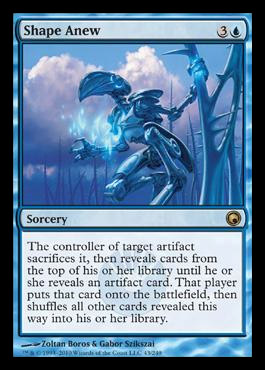 Shape Anew 3
Sorcery
The controller of target artifact
sacrifices it, then reveals cards from
the top of his or her library until he or
she reveals an artifact card. That player
puts that card onto the battlefield, then
shuffles all other cards revealed this
way into his or her library.
Zoltan Boros & Gabor Szikszai
™ & © 1993–2010 Wizards of the Coast LLC 43/249